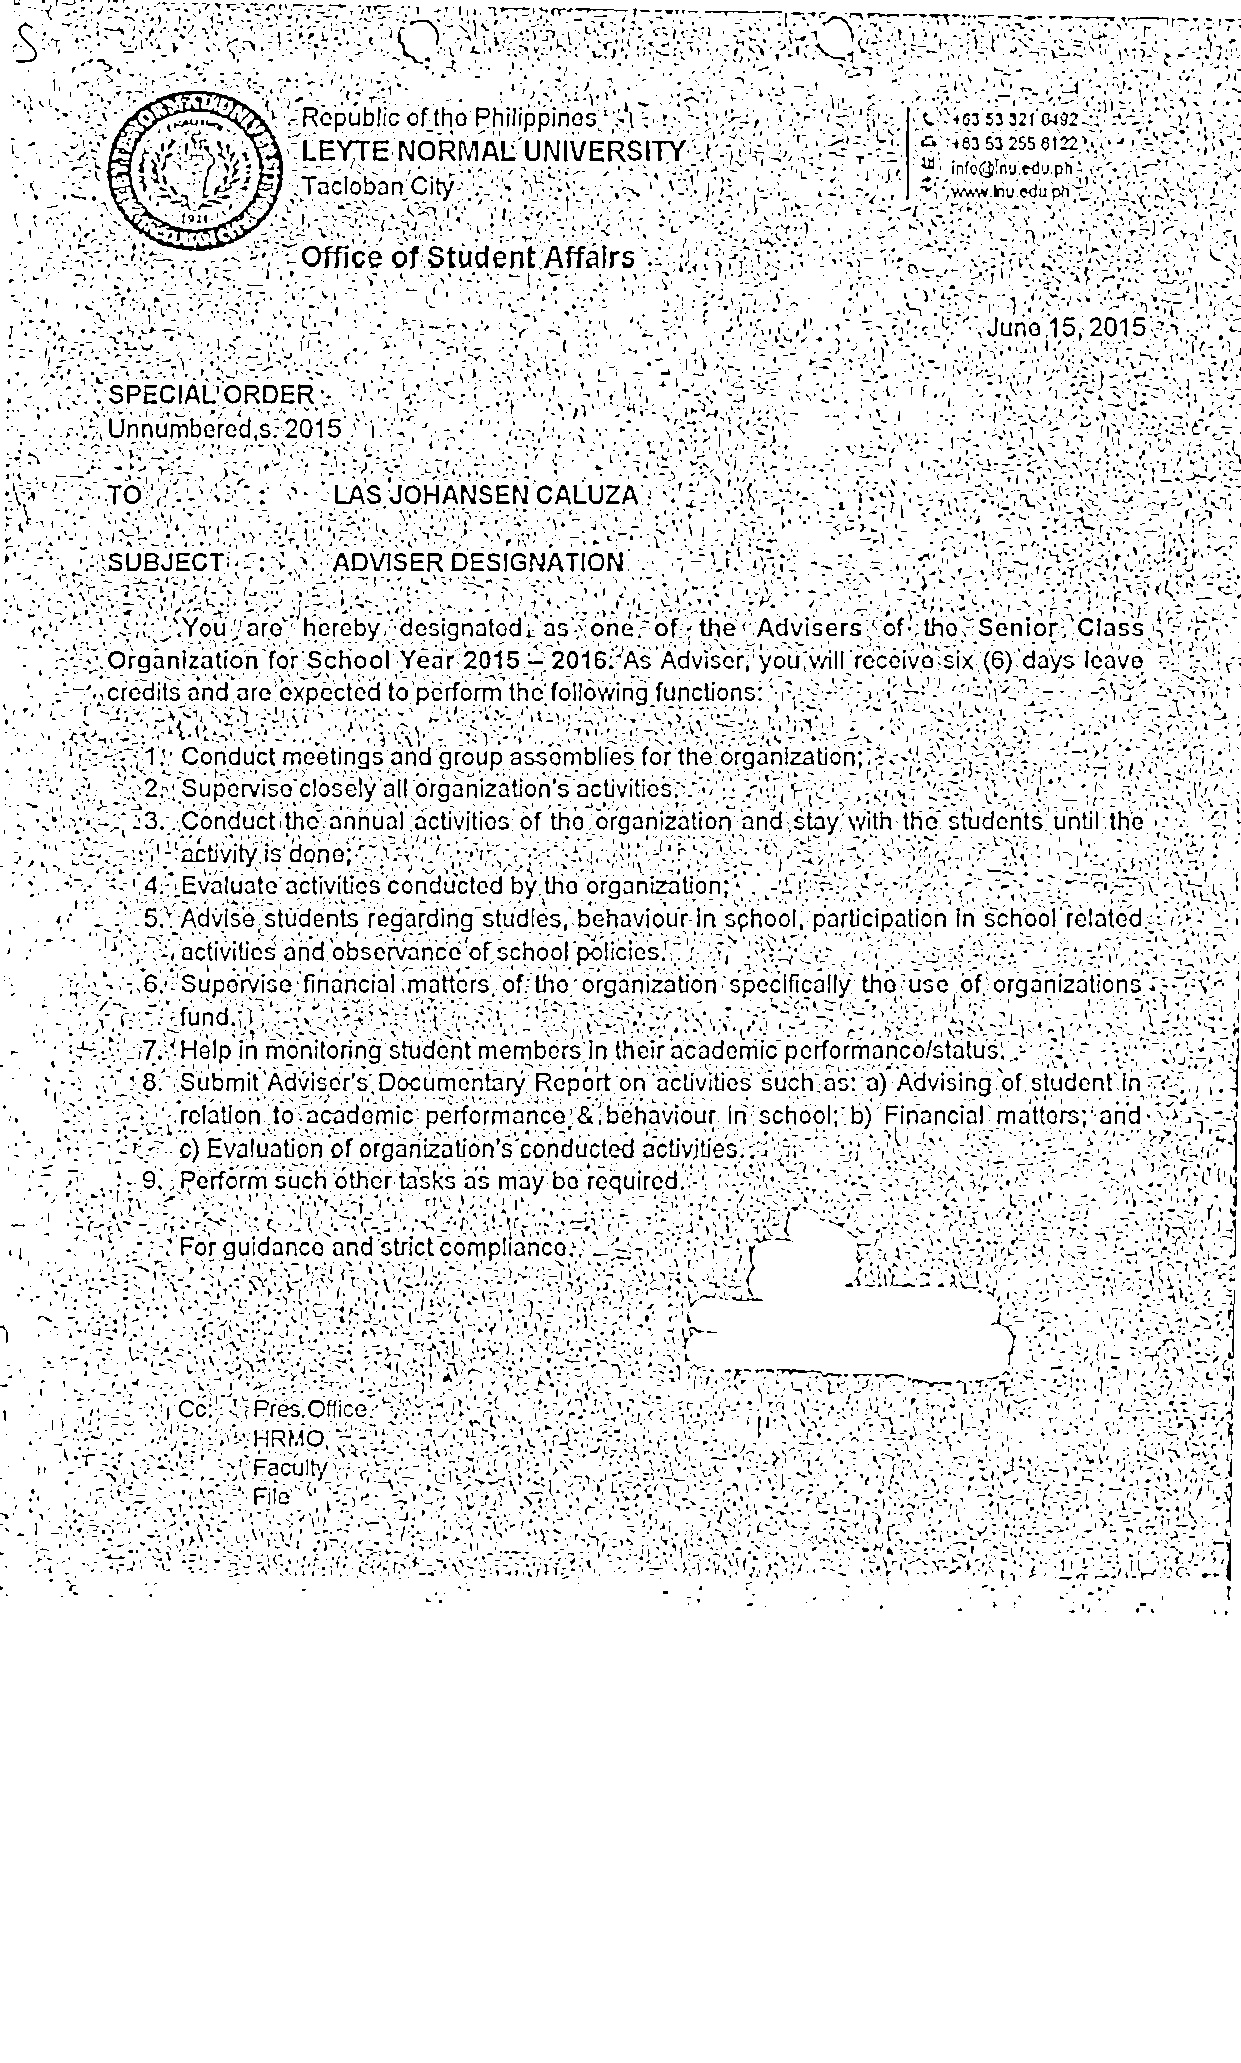 Republic of the Philippines
LEYTE NORMAL UNIVERSITY
Tacloban City
Office of Student Affairs
+63 53 321 0492
+63 53 255 8122
info@lnu.edu.ph
www.lnu.edu.ph
June 15, 2015
SPECIAL ORDER
Unnumbered,s. 2015
TO : LAS JOHANSEN CALUZA
SUBJECT : ADVISER DESIGNATION
You are hereby designated as one of the Advisers of the Senior Class
Organization for School Year 2015 – 2016. As Adviser, you will receive six (6) days leave
credits and are expected to perform the following functions:
1. Conduct meetings and group assemblies for the organization;
2. Supervise closely all organization's activities;
3. Conduct the annual activities of the organization and stay with the students until the
activity is done;
4. Evaluate activities conducted by the organization;
5. Advise students regarding studies, behaviour in school, participation in school related
activities and observance of school policies.
6. Supervise financial matters of the organization specifically the use of organizations
fund.
7. Help in monitoring student members in their academic performance/status.
8. Submit Adviser's Documentary Report on activities such as: a) Advising of student in
relation to academic performance & behaviour in school; b) Financial matters; and
c) Evaluation of organization's conducted activities.
9. Perform such other tasks as may be required.
For guidance and strict compliance.
Cc: Pres.Office
HRMO
Faculty
File